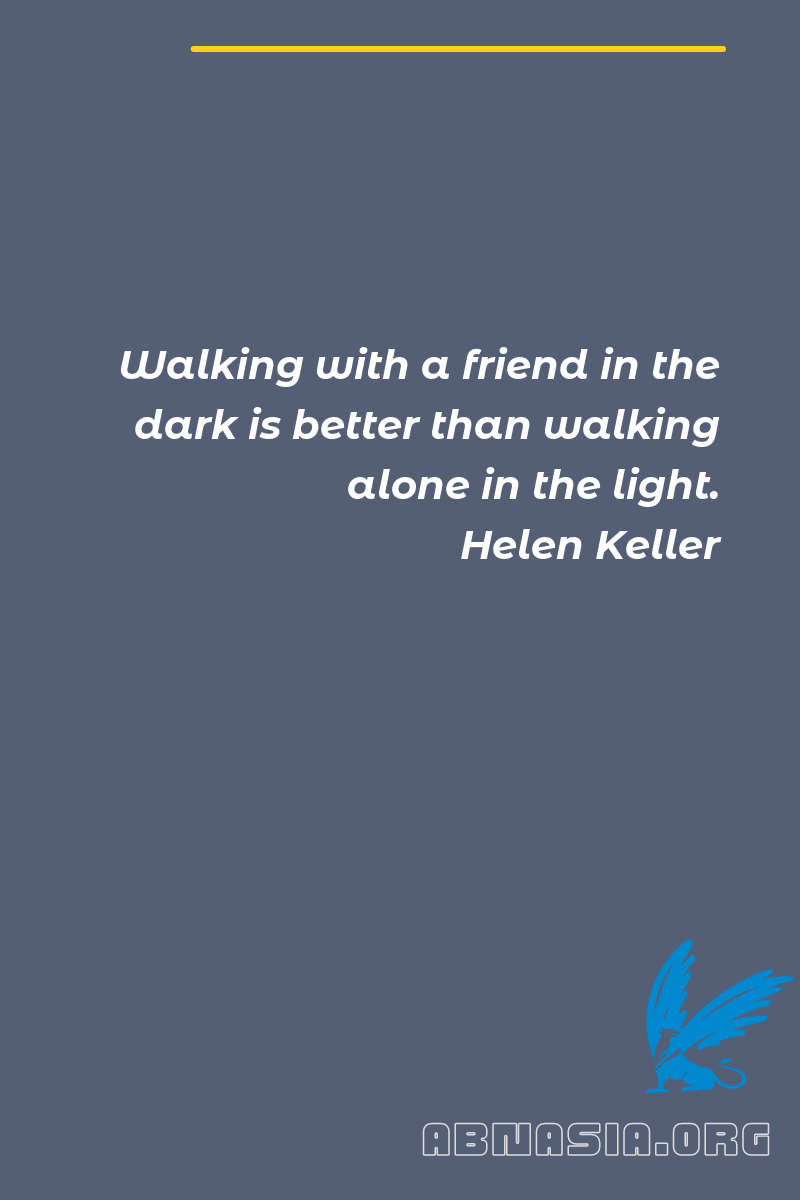 Walking with a friend in the
dark is better than walking
alone in the light.
Helen Keller
ABNASIA.ORG